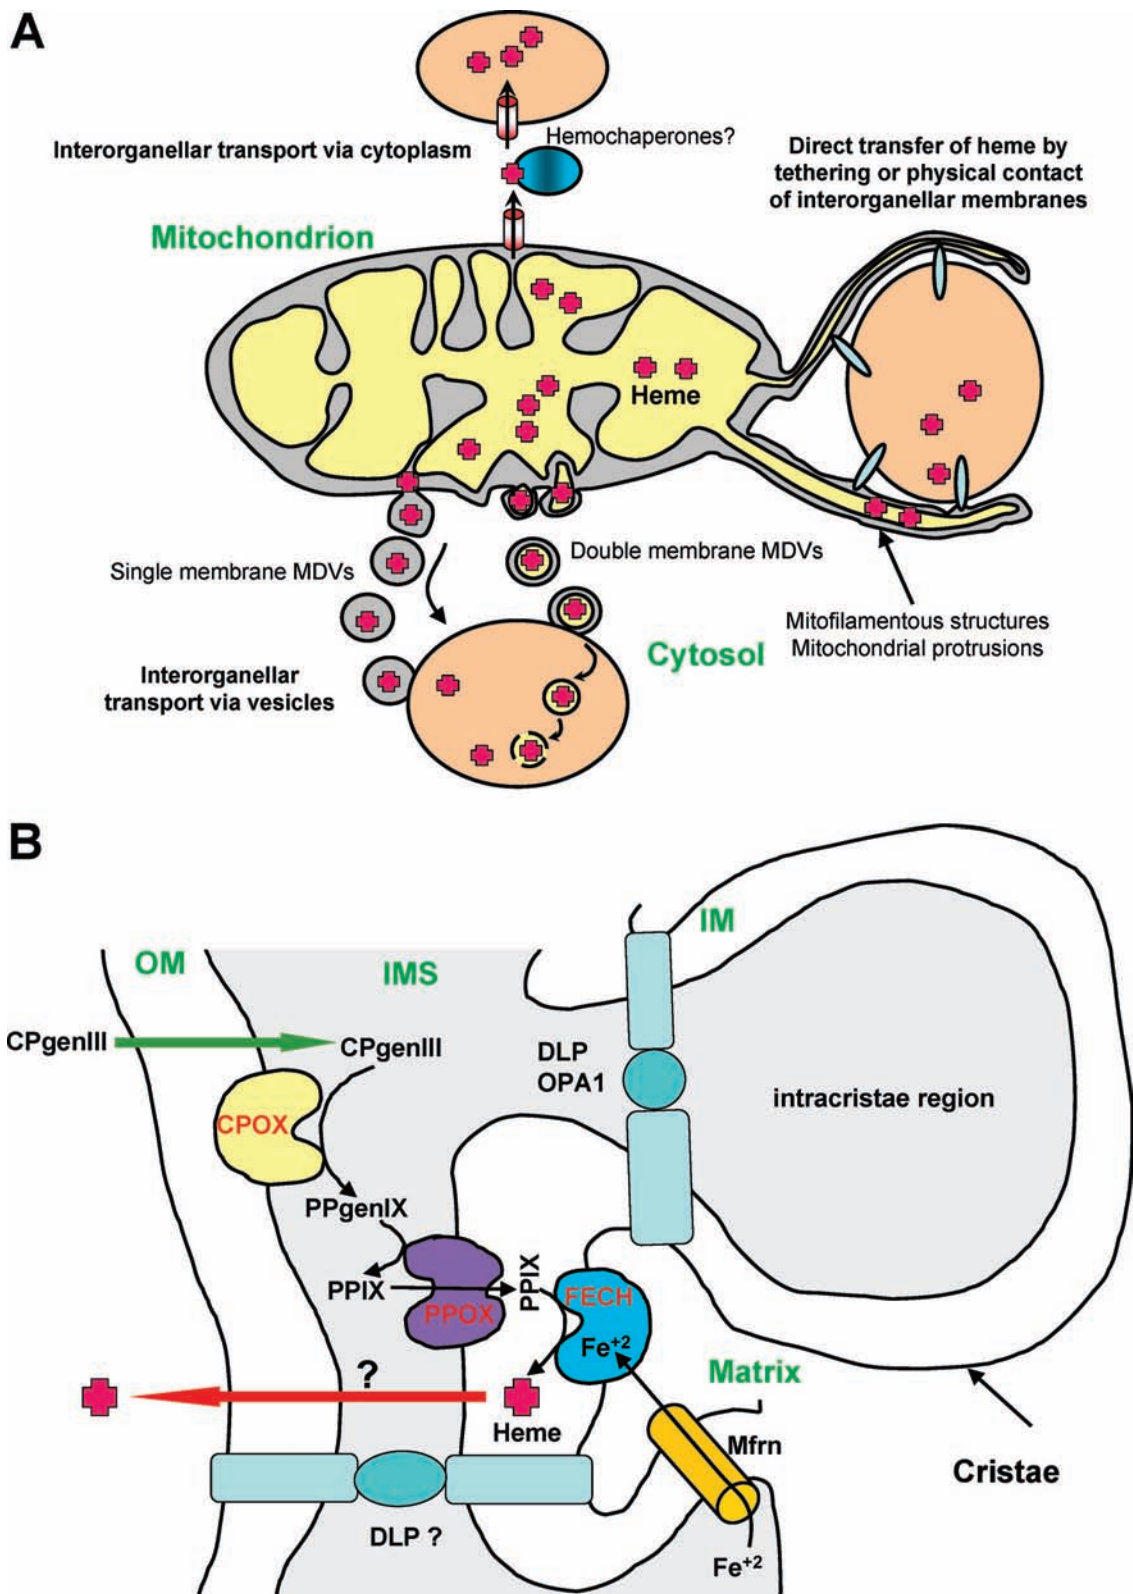 A
Hemochaperones?
Interorganellar transport via cytoplasm
Direct transfer of heme by
tethering or physical contact
of interorganellar membranes
Mitochondrion
Heme
Single membrane MDVs
Double membrane MDVs
Mitofilamentous structures
Mitochondrial protrusions
Cytosol
Interorganellar
transport via vesicles
B
OM
IMS
IM
CPgenIII
CPgenIII
DLP
OPA1
intracristae region
CPOX
PPgenIX
PPIX
PPOX
PPIX
FECH
Fe+2
?
Matrix
Heme
Mfrn
Cristae
DLP ?
Fe+2